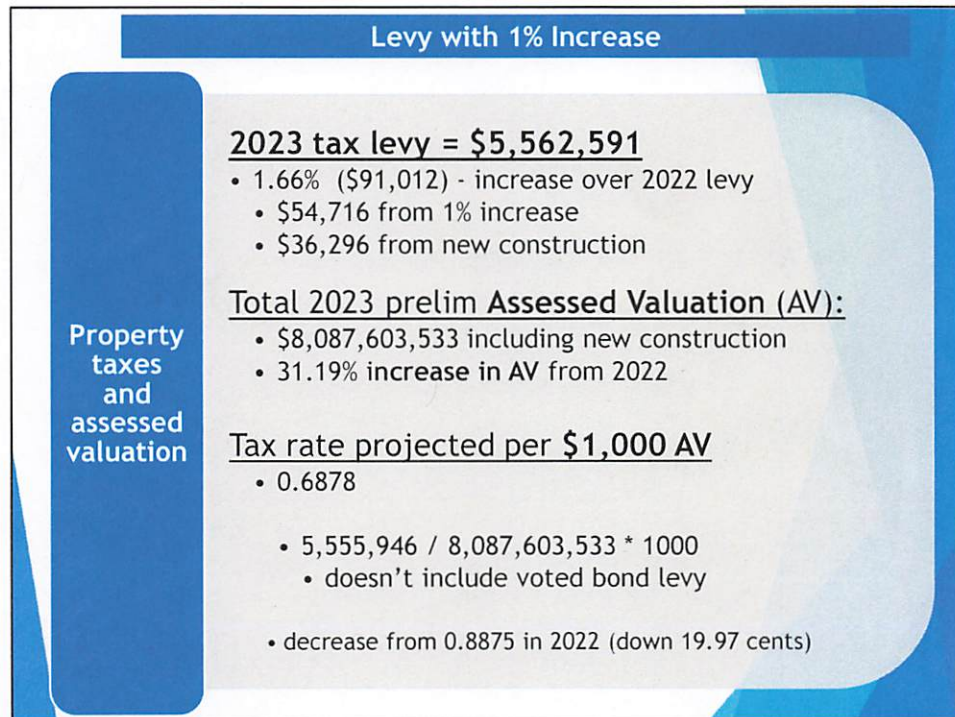 Levy with 1% Increase
Property
taxes
and
assessed
valuation
2023 tax levy = $5,562,591
• 1.66% ($91,012) - increase over 2022 levy
• $54,716 from 1% increase
• $36,296 from new construction
Total 2023 prelim Assessed Valuation (AV):
• $8,087,603,533 including new construction
• 31.19% increase in AV from 2022
Tax rate projected per $1,000 AV
• 0.6878
• 5,555,946 / 8,087,603,533 * 1000
• doesn't include voted bond levy
• decrease from 0.8875 in 2022 (down 19.97 cents)